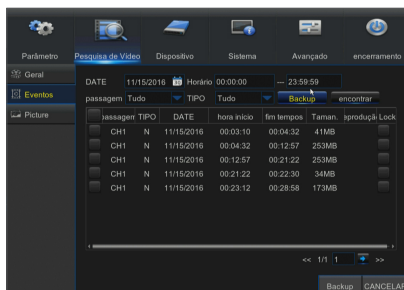 Parâmetro Pesquisa de Vídeo Dispositivo Sistema Avançado encerramento
Geral
Eventos
Picture
DATE 11/15/2016 Horário 00:00:00 --- 23:59:59
passagem Tudo TIPO Tudo Backup encontrar
passagem TIPO DATE hora início fim tempos Taman. eproduçã Lock
CH1 N 11/15/2016 00:03:10 00:04:32 41MB
CH1 N 11/15/2016 00:04:32 00:12:57 253MB
CH1 N 11/15/2016 00:12:57 00:21:22 253MB
CH1 N 11/15/2016 00:21:22 00:22:30 34MB
CH1 N 11/15/2016 00:23:12 00:28:58 173MB
<< 1/1 1 >>
Backup CANCELAR